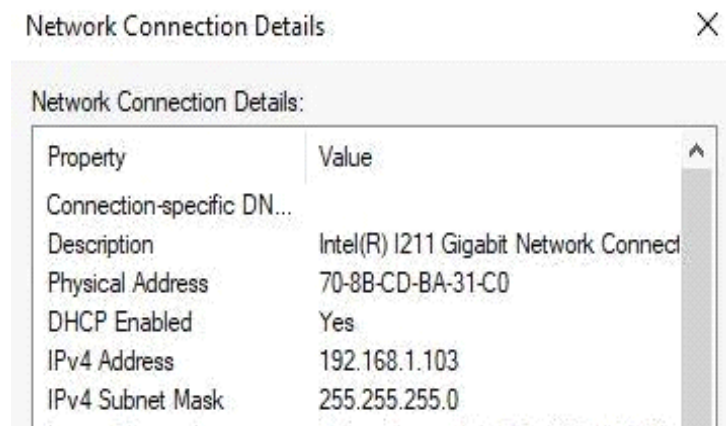 Network Connection Details
Network Connection Details:
Property Value
Connection-specific DN...
Description Intel(R) I211 Gigabit Network Connect
Physical Address 70-8B-CD-BA-31-C0
DHCP Enabled Yes
IPv4 Address 192.168.1.103
IPv4 Subnet Mask 255.255.255.0